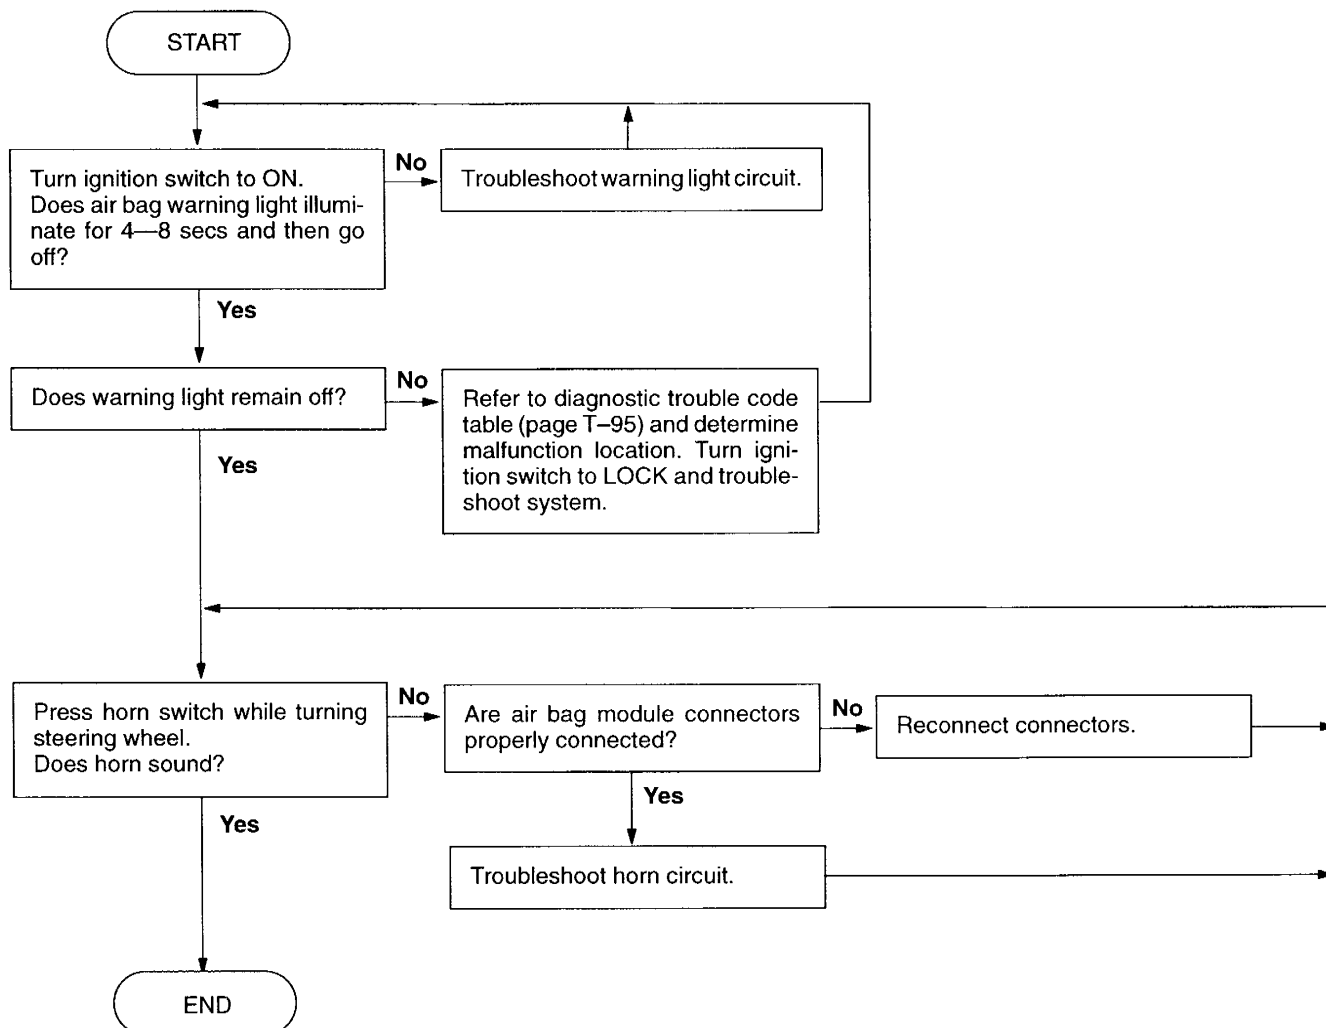 START
Turn ignition switch to ON.
Does air bag warning light illumi-
nate for 4—8 secs and then go
off?
No
Troubleshoot warning light circuit.
Yes
Does warning light remain off?
No
Refer to diagnostic trouble code
table (page T–95) and determine
malfunction location. Turn igni-
tion switch to LOCK and trouble-
shoot system.
Yes
Press horn switch while turning
steering wheel.
Does horn sound?
No
Are air bag module connectors
properly connected?
No
Reconnect connectors.
Yes
Troubleshoot horn circuit.
Yes
END